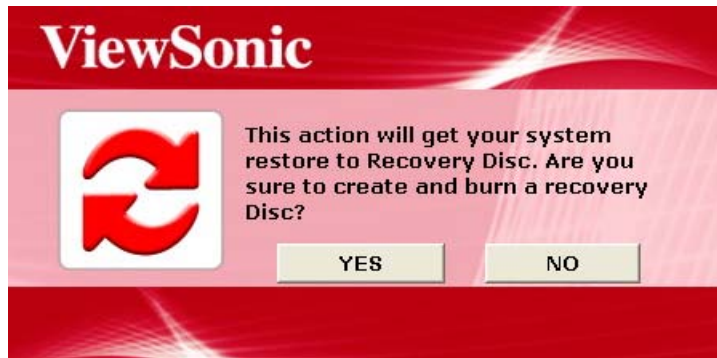 ViewSonic
This action will get your system
restore to Recovery Disc. Are you
sure to create and burn a recovery
Disc?
YES NO